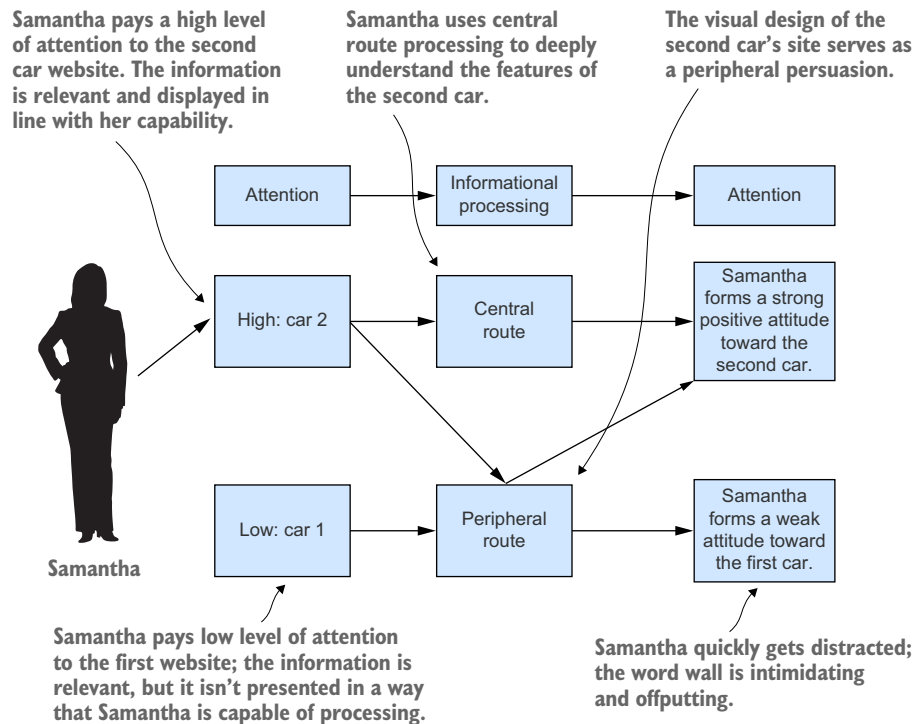 Samantha pays a high level
of attention to the second
car website. The information
is relevant and displayed in
line with her capability.
Samantha uses central
route processing to deeply
understand the features of
the second car.
The visual design of the
second car’s site serves as
a peripheral persuasion.
Attention
Informational
processing
Attention
High: car 2
Central
route
Samantha
forms a strong
positive attitude
toward the
second car.
Low: car 1
Peripheral
route
Samantha
forms a weak
attitude toward
the first car.
Samantha
Samantha pays low level of attention
to the first website; the information is
relevant, but it isn’t presented in a way
that Samantha is capable of processing.
Samantha quickly gets distracted;
the word wall is intimidating
and offputting.